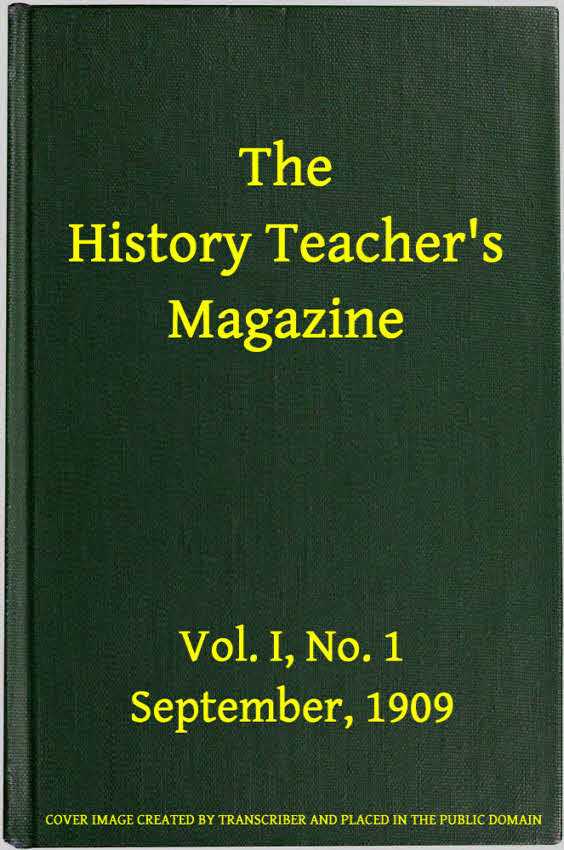 The
History Teacher's
Magazine
Vol. I, No. 1
September, 1909
COVER IMAGE CREATED BY TRANSCRIBER AND PLACED IN THE PUBLIC DOMAIN